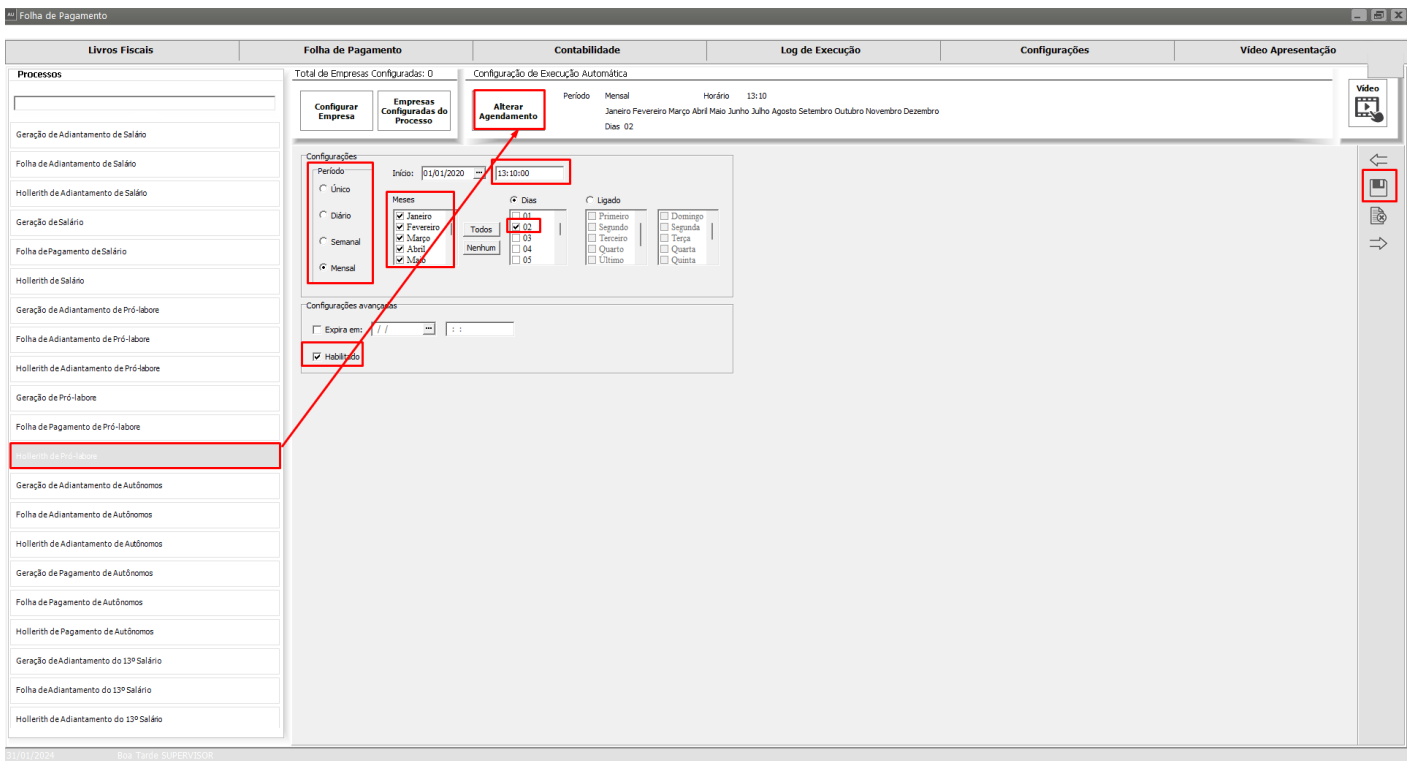 AU Folha de Pagamento
Livros Fiscais
Folha de Pagamento
Contabilidade
Log de Execução
Configurações
Vídeo Apresentação
Processos
Geração de Adiantamento de Salário
Folha de Adiantamento de Salário
Hollerith de Adiantamento de Salário
Geração de Salário
Folha de Pagamento de Salário
Hollerith de Salário
Geração de Adiantamento de Pró-labore
Folha de Adiantamento de Pró-labore
Hollerith de Adiantamento de Pró-labore
Geração de Pró-labore
Folha de Pagamento de Pró-labore
Hollerith de Pró-labore
Geração de Adiantamento de Autônomos
Folha de Adiantamento de Autônomos
Hollerith de Adiantamento de Autônomos
Geração de Pagamento de Autônomos
Folha de Pagamento de Autônomos
Hollerith de Pagamento de Autônomos
Geração de Adiantamento do 13º Salário
Folha de Adiantamento do 13º Salário
Hollerith de Adiantamento do 13º Salário
Total de Empresas Configuradas: 0
Configurar
Empresa
Empresas
Configuradas do
Processo
Configuração de Execução Automática
Alterar
Agendamento
Período Mensal Horário 13:10
Janeiro Fevereiro Março Abril Maio Junho Julho Agosto Setembro Outubro Novembro Dezembro
Dias 02
Vídeo
Configurações
Período
Único
Diário
Semanal
Mensal
Início: 01/01/2020 ... 13:10:00
Meses
Janeiro
Fevereiro
Março
Abril
Maio
Todos
Nenhum
Dias
01
02
03
04
05
Ligado
Primeiro
Segundo
Terceiro
Quarto
Último
Domingo
Segunda
Terça
Quarta
Quinta
Configurações avançadas
Expira em: / / ... : :
Habilitado
31/01/2024 Boa Tarde SUPERVISOR